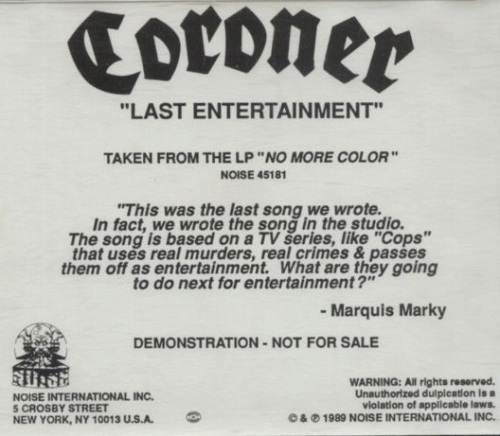 Coroner
"LAST ENTERTAINMENT"
TAKEN FROM THE LP "NO MORE COLOR"
NOISE 45181
"This was the last song we wrote.
In fact, we wrote the song in the studio.
The song is based on a TV series, like "Cops"
that uses real murders, real crimes & passes
them off as entertainment. What are they going
to do next for entertainment?"
- Marquis Marky
DEMONSTRATION - NOT FOR SALE
NOISE INTERNATIONAL INC.
5 CROSBY STREET
NEW YORK, NY 10013 U.S.A.
WARNING: All rights reserved.
Unauthorized dulpication is a
violation of applicable laws.
© & ℗ 1989 NOISE INTERNATIONAL INC.